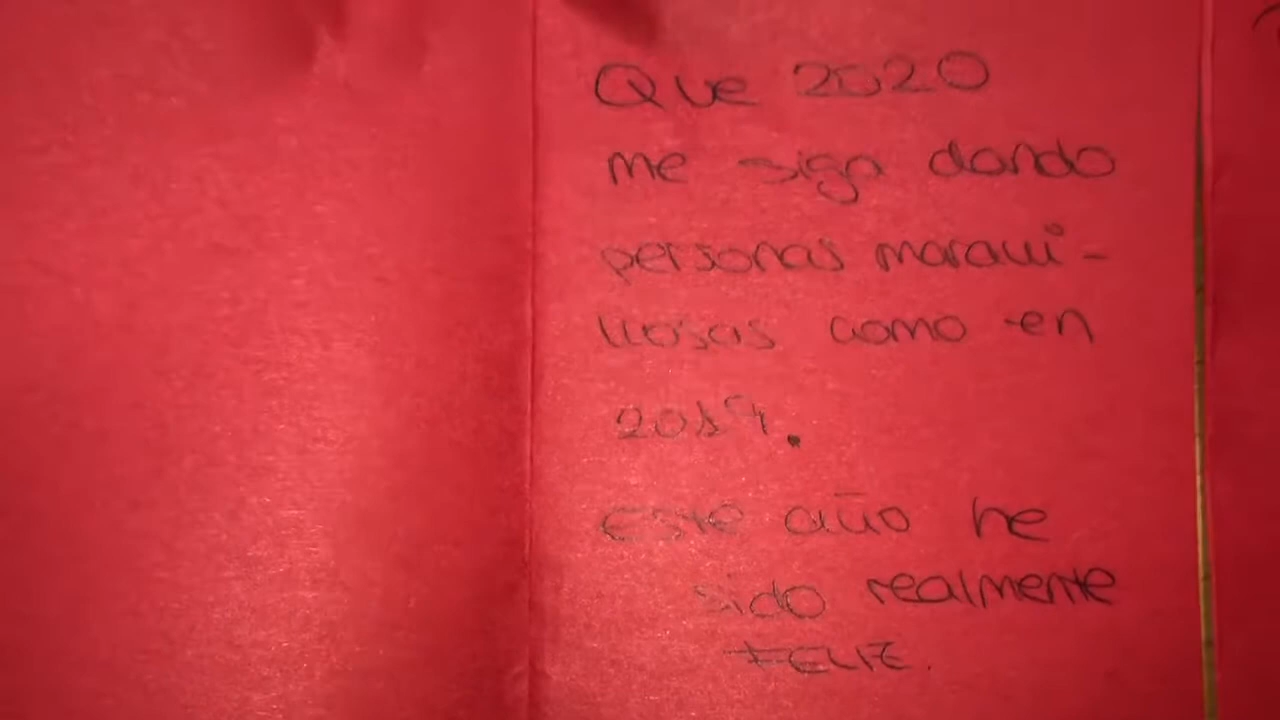 Que 2020
me siga dando
personas maravi-
llosas como en
2019.
Este año he
sido realmente
FELIZ.